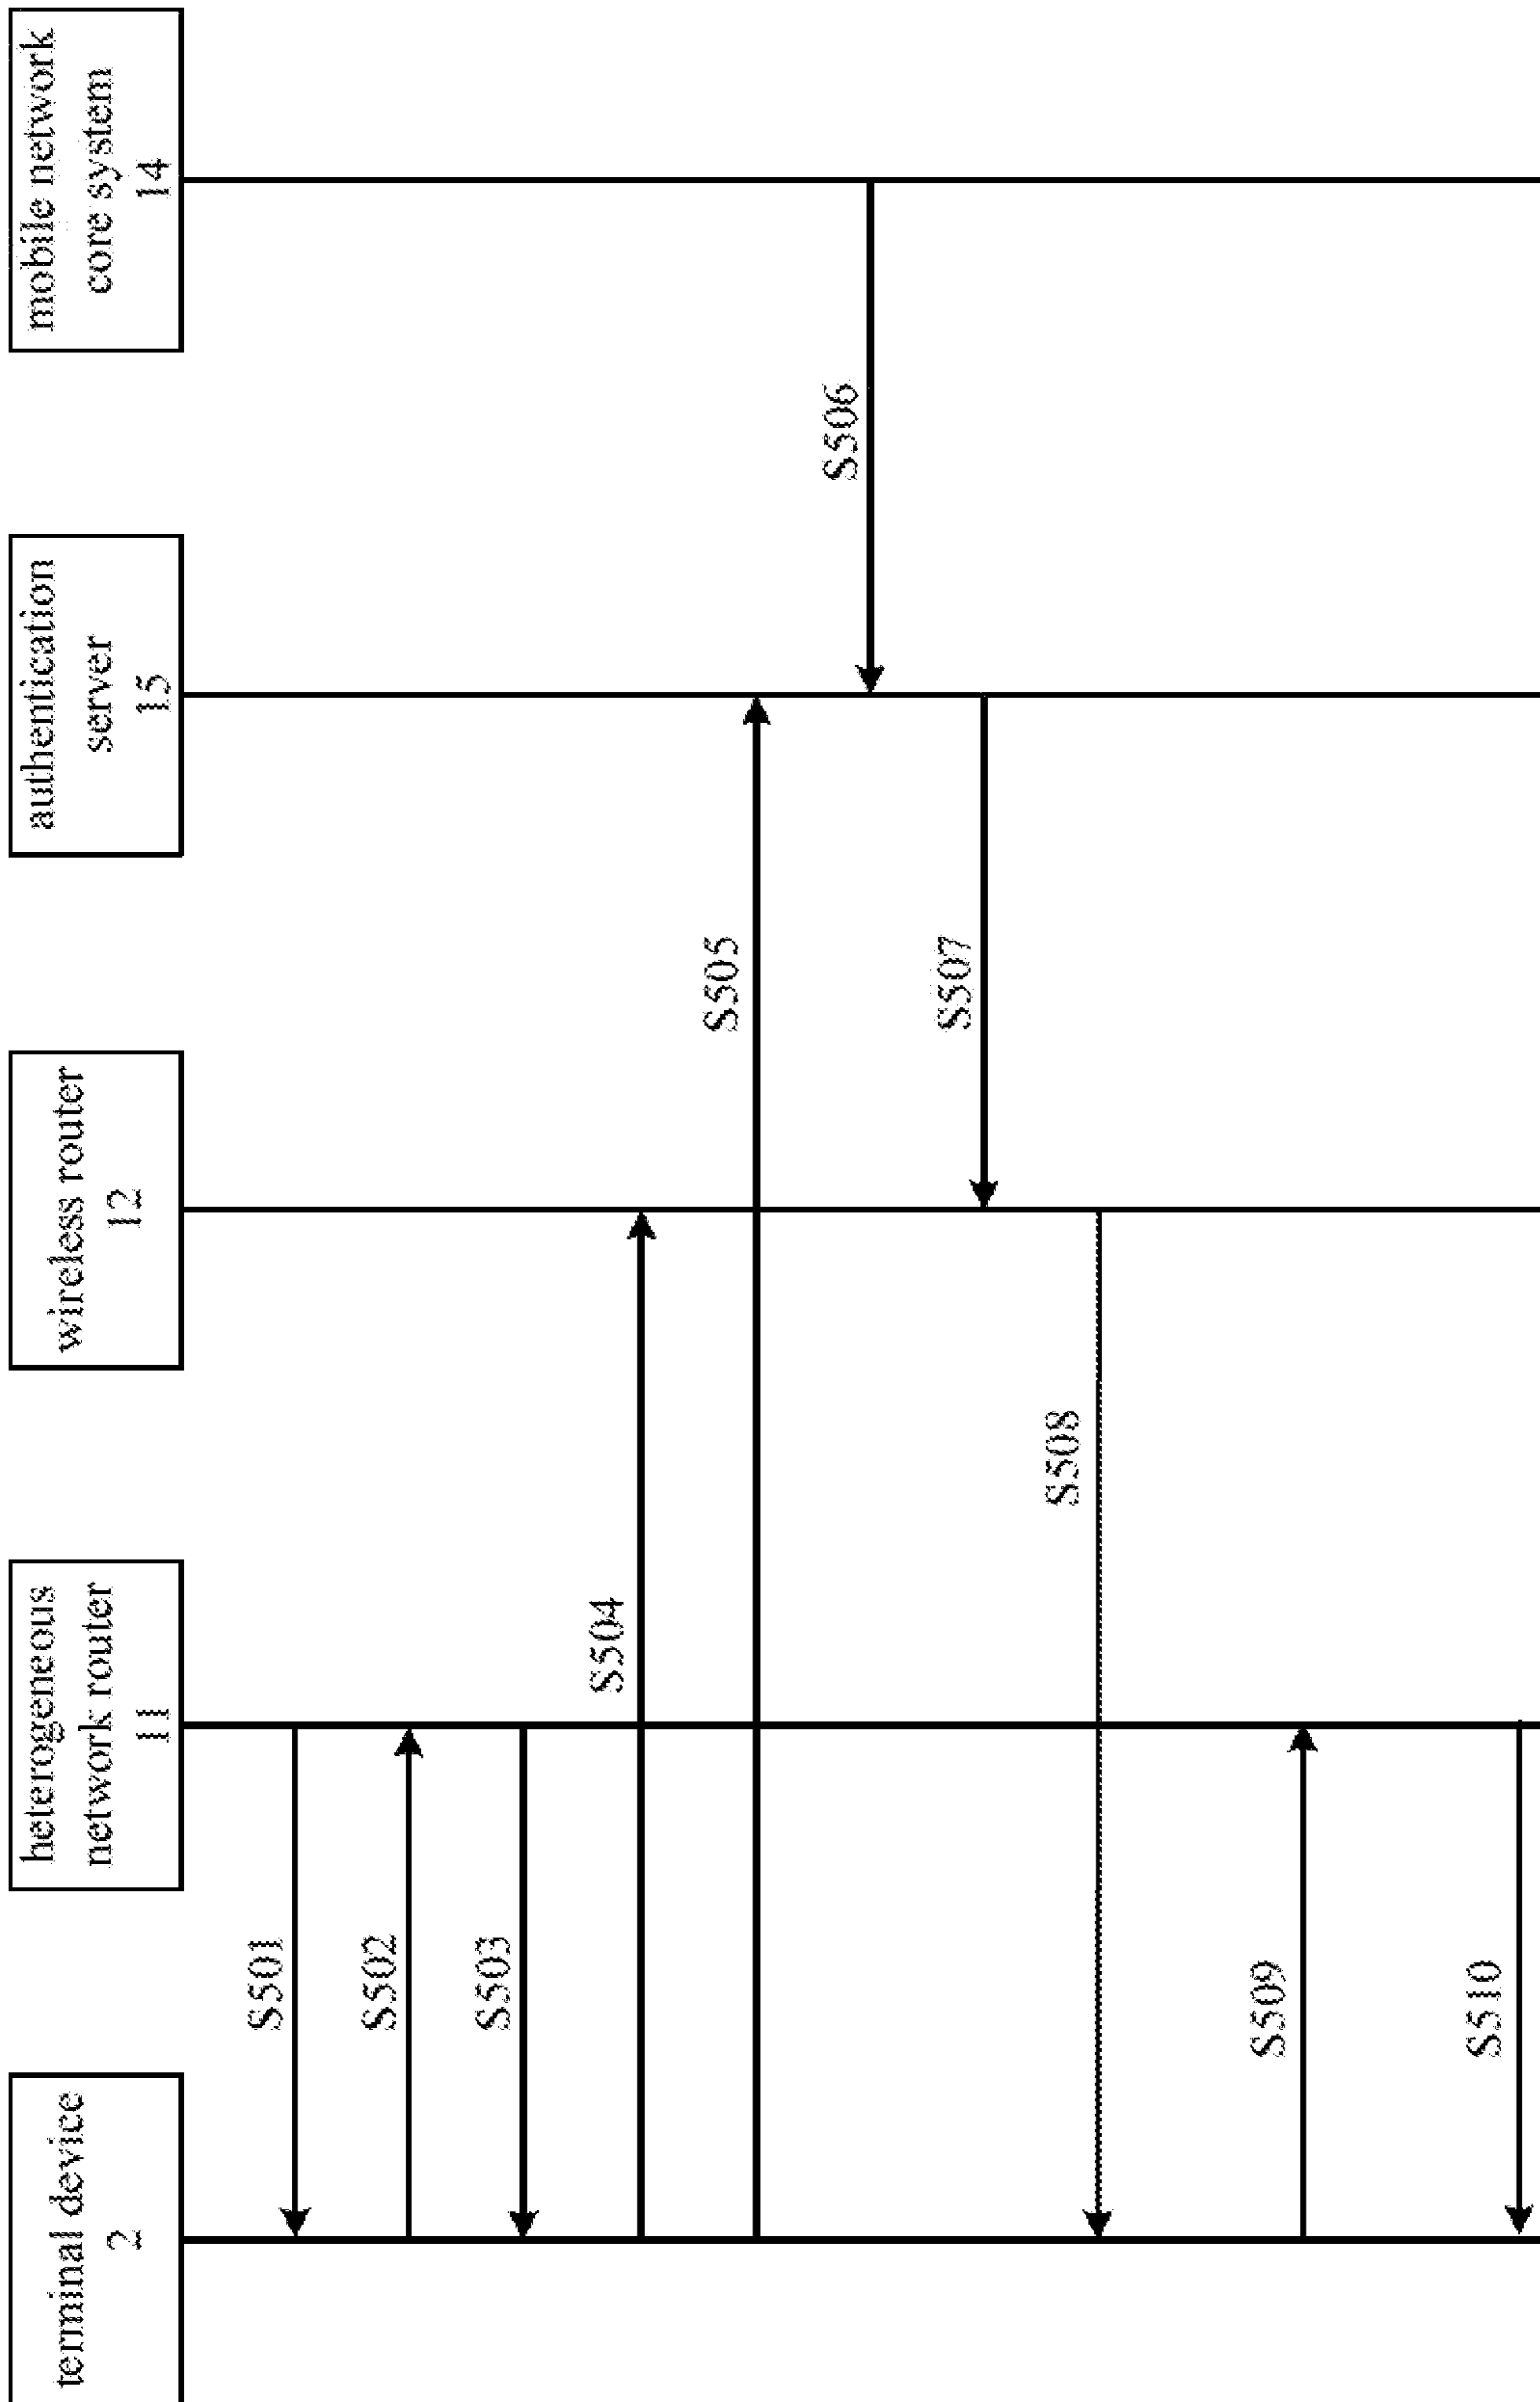 terminal device
2
heterogeneous
network router
11
wireless router
12
authentication
server
15
mobile network
core system
14
S501
S502
S503
S504
S505
S506
S507
S508
S509
S510